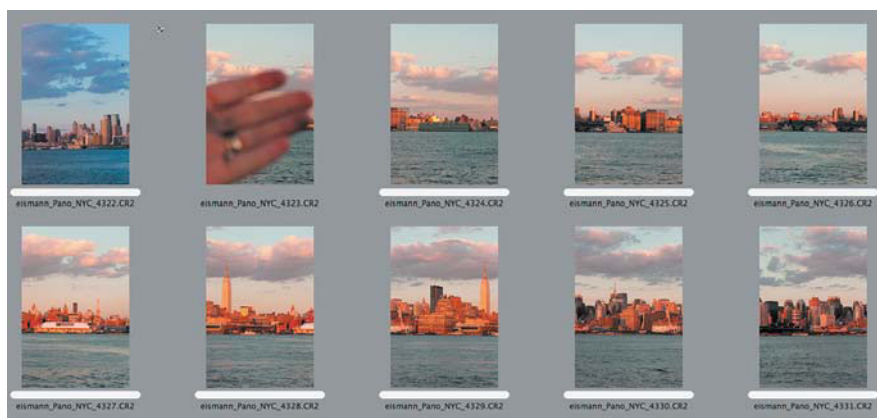 eismann_Pano_NYC_4322.CR2
eismann_Pano_NYC_4323.CR2
eismann_Pano_NYC_4324.CR2
eismann_Pano_NYC_4325.CR2
eismann_Pano_NYC_4326.CR2
eismann_Pano_NYC_4327.CR2
eismann_Pano_NYC_4328.CR2
eismann_Pano_NYC_4329.CR2
eismann_Pano_NYC_4330.CR2
eismann_Pano_NYC_4331.CR2